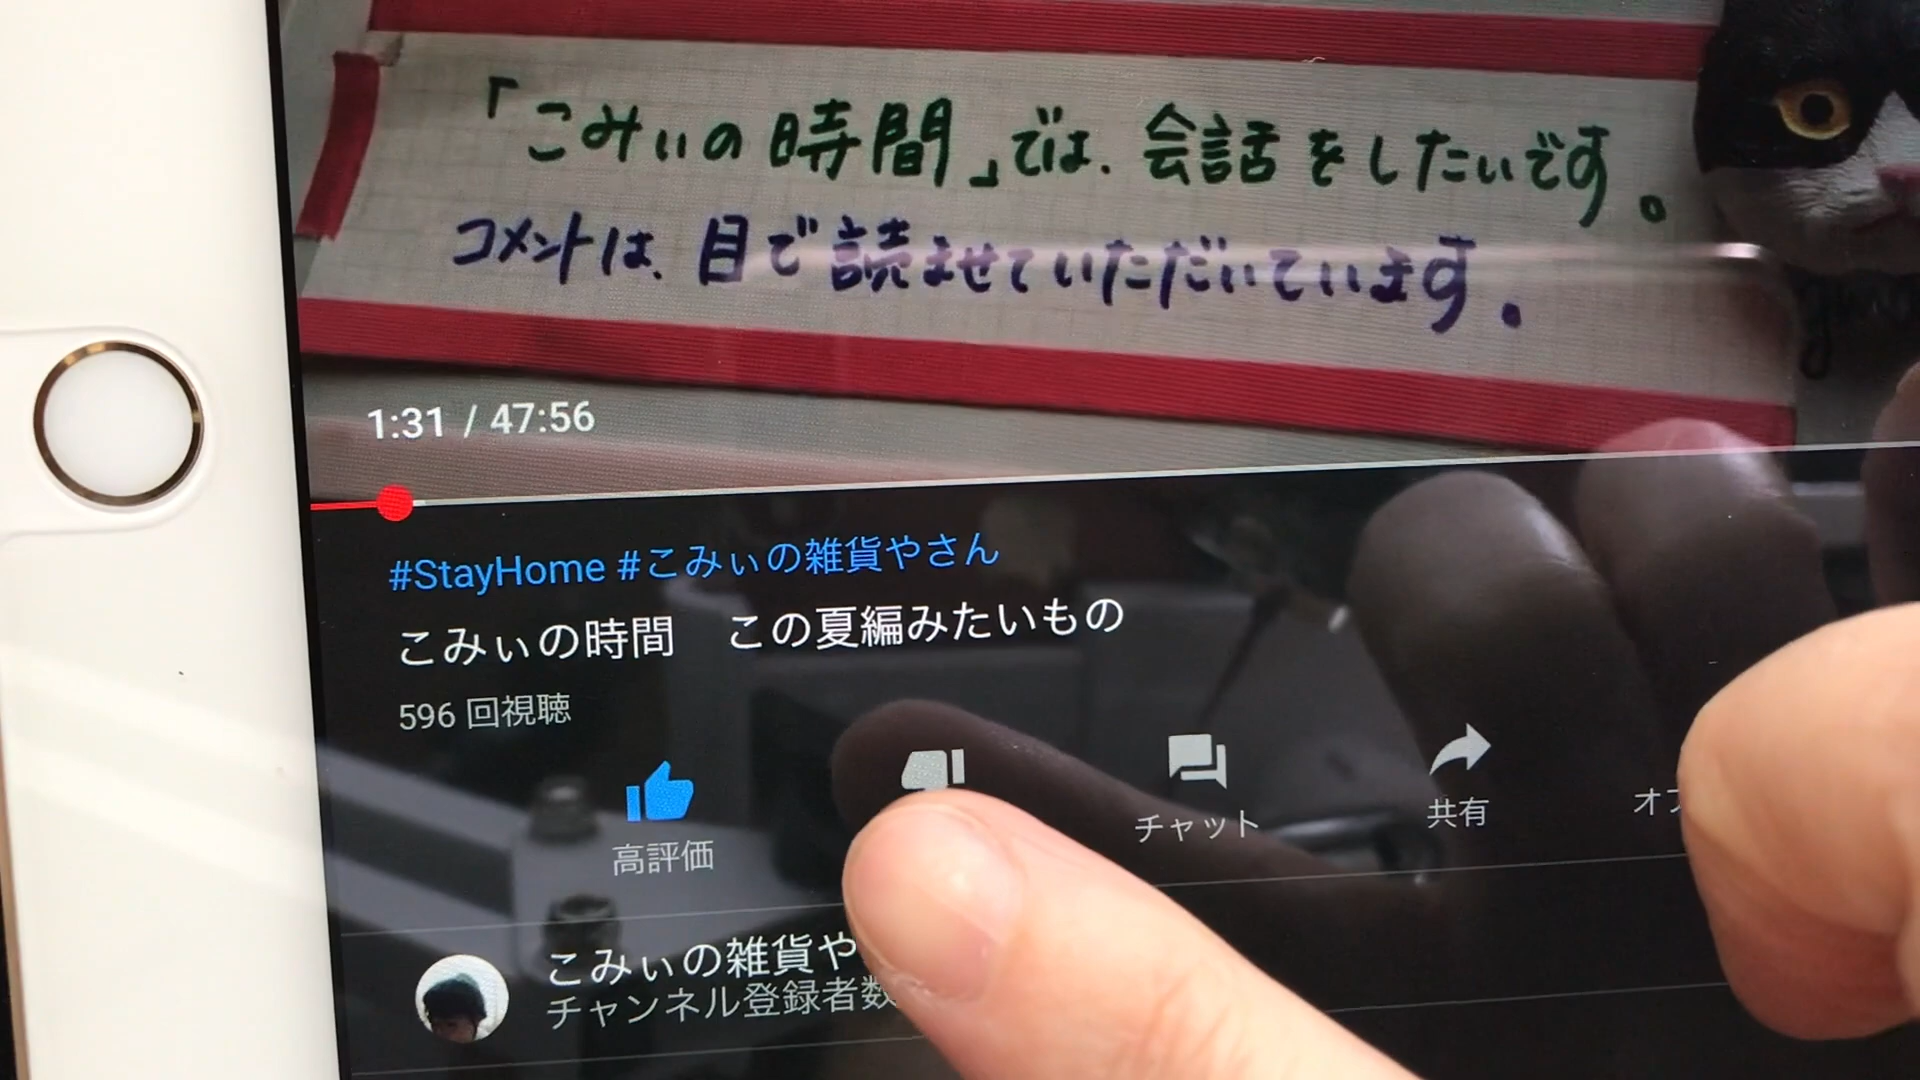 「こみぃの時間」では、会話をしたいです。
コメントは、目で読ませていただいています。
1:31 / 47:56
#StayHome #こみぃの雑貨やさん
こみぃの時間　この夏編みたいもの
596 回視聴
高評価
チャット
共有
オフ
こみぃの雑貨や
チャンネル登録者数